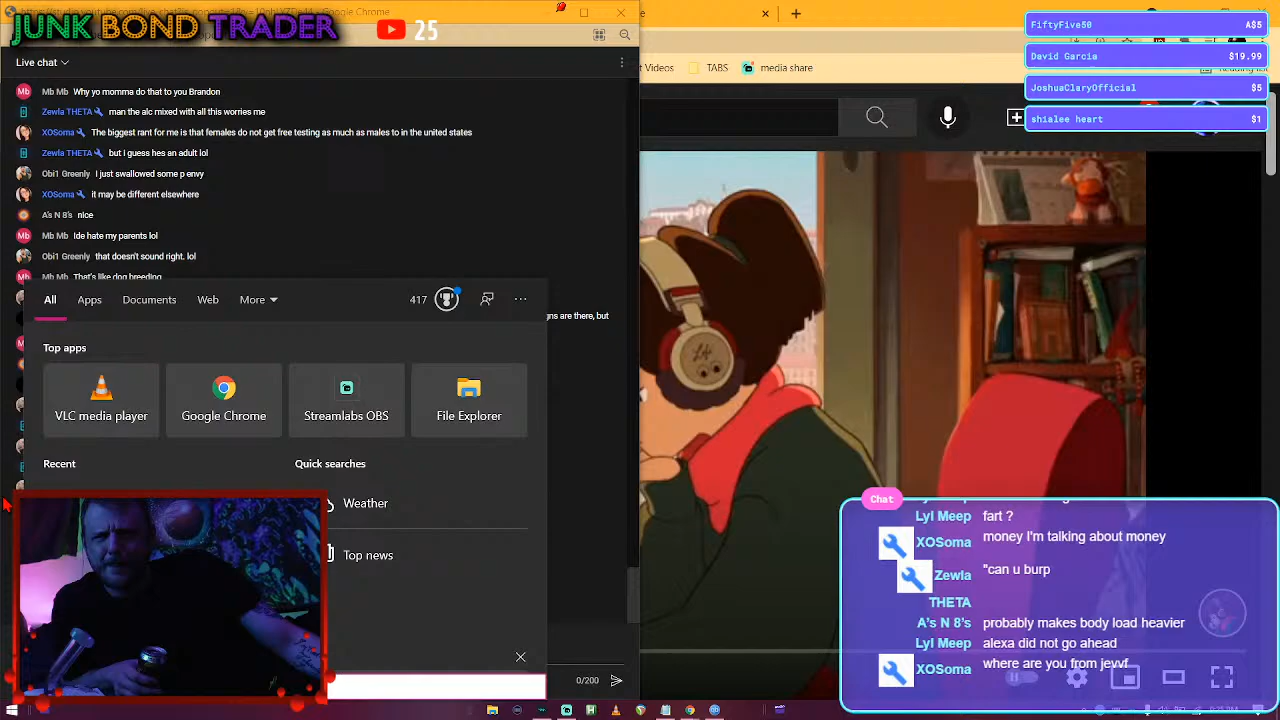 JUNK BOND TRADER
25
Google Chrome
Live chat
Mb Mb Why yo momma do that to you Brandon
Zewla THETA man the alc mixed with all this worries me
XOSoma The biggest rant for me is that females do not get free testing as much as males to in the united states
Zewla THETA but i guess hes an adult lol
Obi1 Greenly I just swallowed some p envy
XOSoma it may be different elsewhere
A's N 8's nice
Mb Mb Ide hate my parents lol
Obi1 Greenly that doesn't sound right. lol
Mb Mb That's like dog breeding
are there, but
All Apps Documents Web More 417
Top apps
VLC media player
Google Chrome
Streamlabs OBS
File Explorer
Recent
Quick searches
Weather
Top news
0/200
Videos TABS media share
FiftyFive50 A$5
David Garcia $19.99
JoshuaClaryOfficial $5
shialee heart $1
Chat
Lyl Meep fart ?
XOSoma money I'm talking about money
Zewla THETA "can u burp
A's N 8's probably makes body load heavier
Lyl Meep alexa did not go ahead
XOSoma where are you from